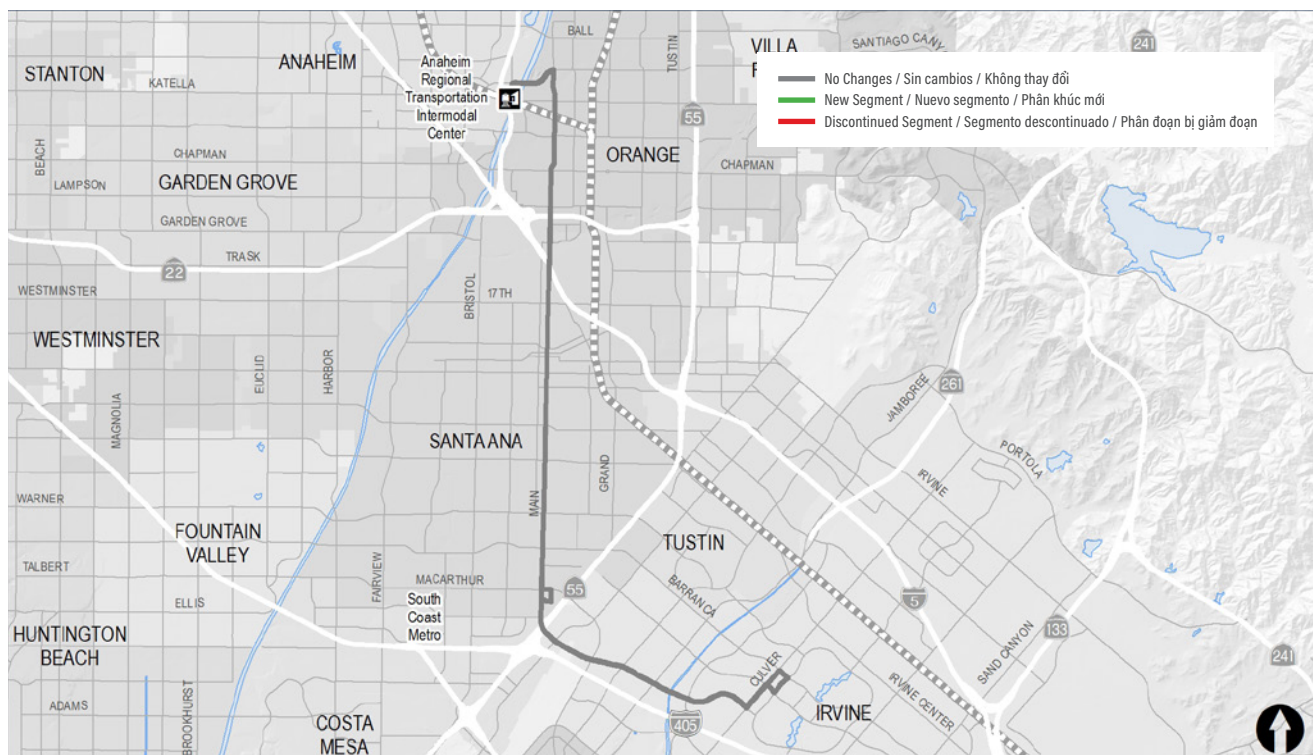 BALL
TUSTIN
VILLA
SANTIAGO CANY
241
STANTON
ANAHEIM
KATELLA
Anaheim
Regional
Transportation
Intermodal
Center
No Changes / Sin cambios / Không thay đổi
New Segment / Nuevo segmento / Phân khúc mới
Discontinued Segment / Segmento descontinuado / Phân đoạn bị giảm đoạn
55
BEACH
CHAPMAN
ORANGE
CHAPMAN
LAMPSON
GARDEN GROVE
GARDEN GROVE
TRASK
22
WESTMINSTER
BRISTOL
17TH
WESTMINSTER
EUCLID
HARBOR
MAGNOLIA
261
JAMBOREE
SANTA ANA
PORTOLA
GRAND
IRVINE
WARNER
MAIN
FOUNTAIN
VALLEY
TUSTIN
TALBERT
FAIRVIEW
MACARTHUR
55
BARRANCA
ELLIS
South
Coast
Metro
5
133
SAND CANYON
241
HUNTINGTON
BEACH
CULVER
IRVINE CENTER
ADAMS
BROOKHURST
COSTA
MESA
405
IRVINE